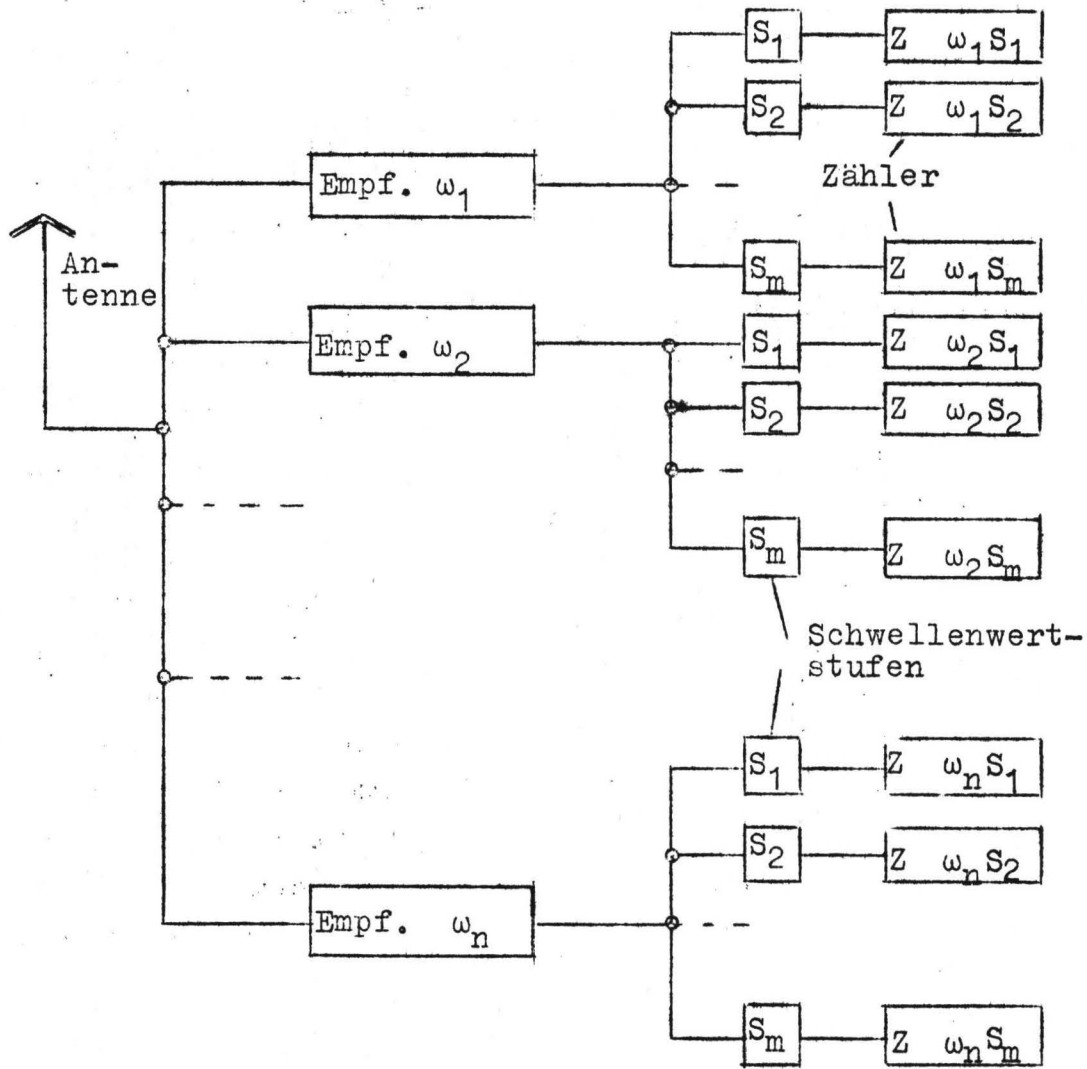 S₁ Z ω₁S₁
S₂ Z ω₁S₂
Zähler
Empf. ω₁
An-
tenne
Sₘ Z ω₁Sₘ
Empf. ω₂ S₁ Z ω₂S₁
S₂ Z ω₂S₂
Sₘ Z ω₂Sₘ
Schwellenwert-
stufen
S₁ Z ωₙS₁
S₂ Z ωₙS₂
Empf. ωₙ
Sₘ Z ωₙSₘ